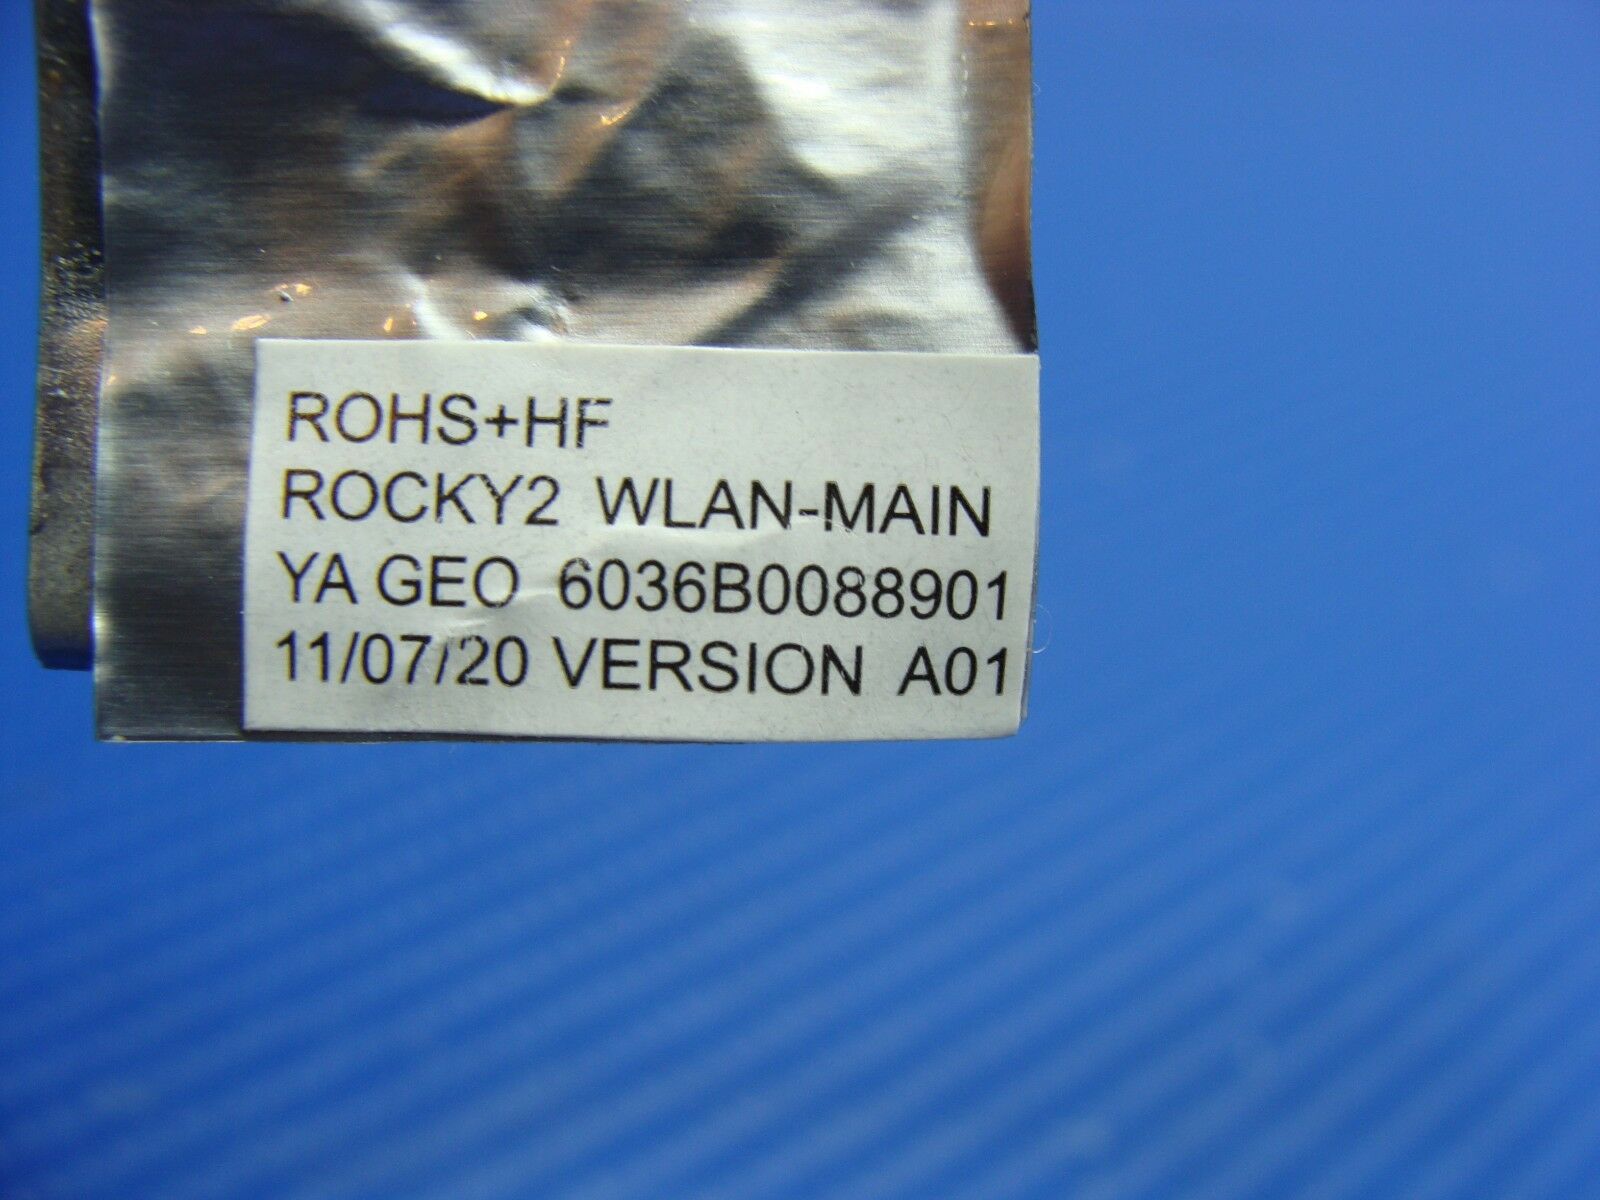 ROHS+HF
ROCKY2 WLAN-MAIN
YA GEO 6036B0088901
11/07/20 VERSION A01